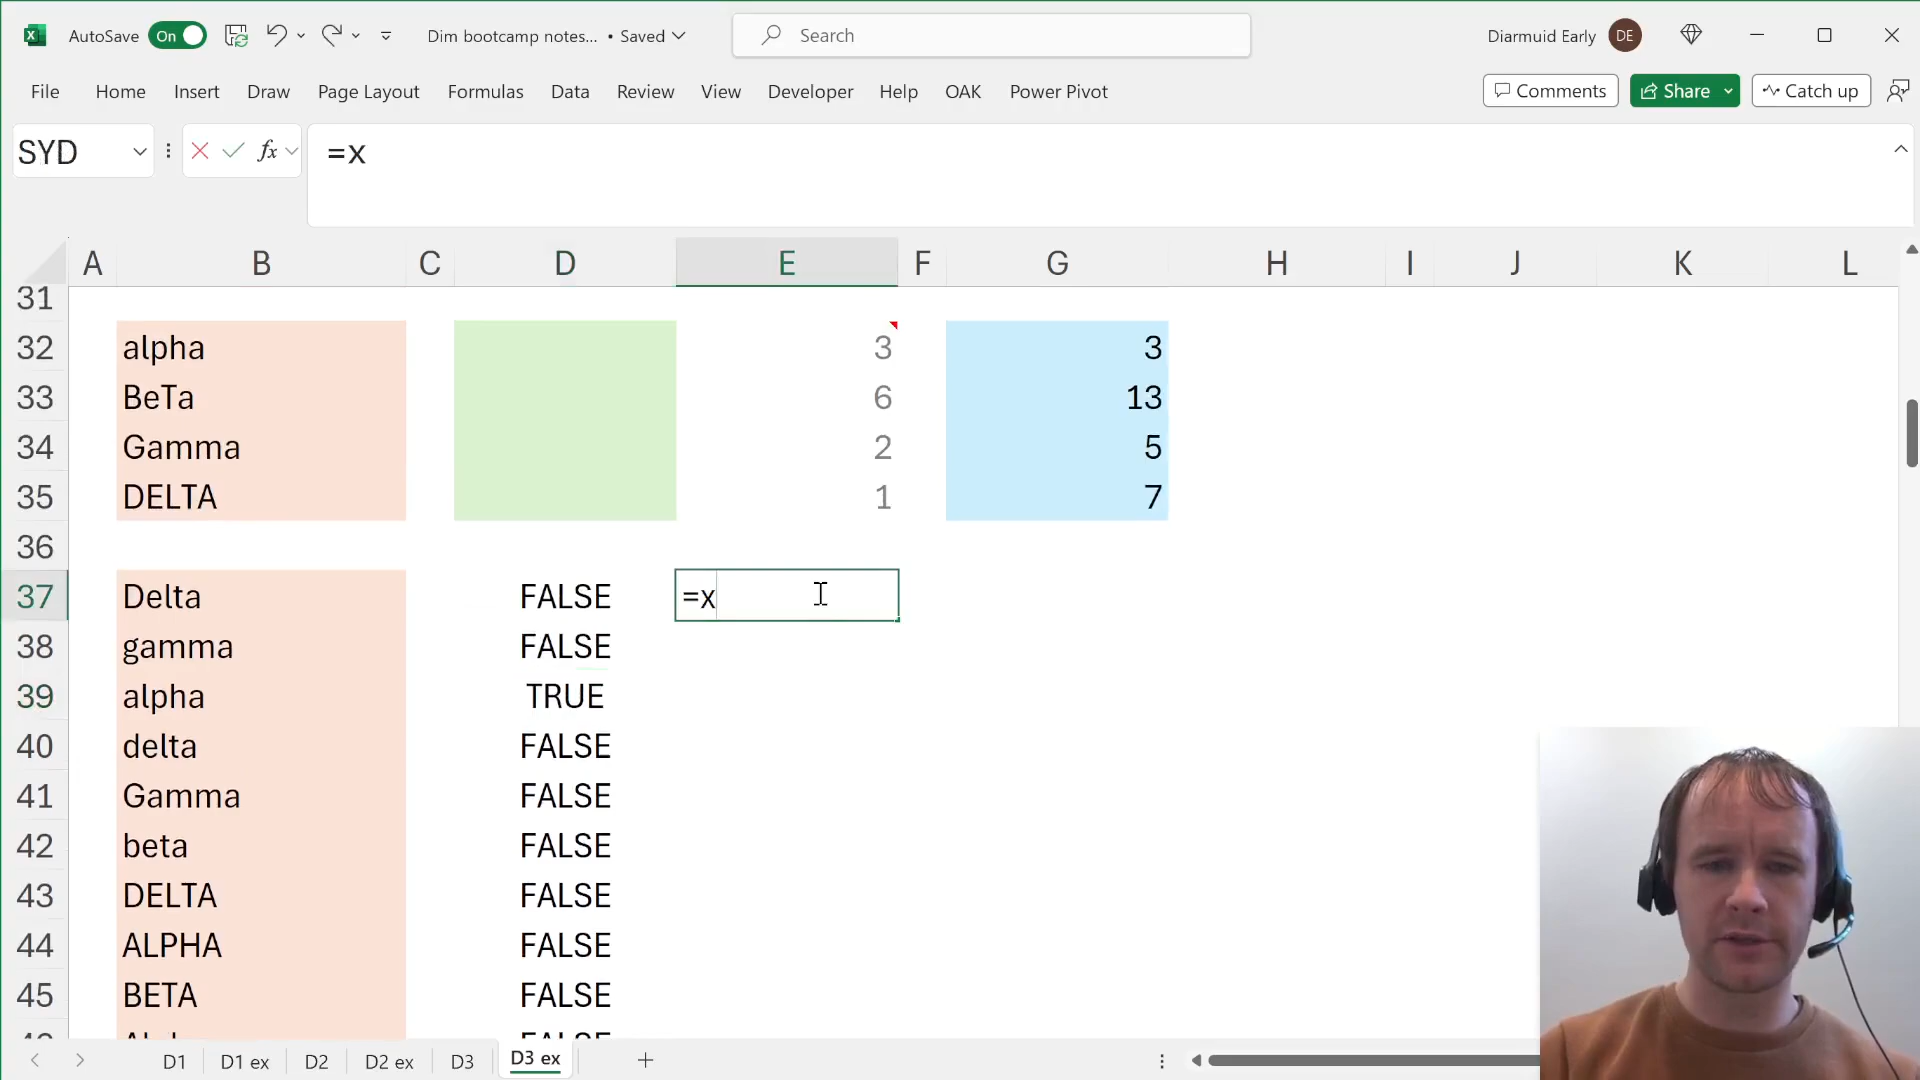 AutoSave On Dim bootcamp notes... • Saved Search Diarmuid Early DE
File Home Insert Draw Page Layout Formulas Data Review View Developer Help OAK Power Pivot Comments Share Catch up
SYD fx =x
A B C D E F G H I J K L
31
32 alpha 3 3
33 BeTa 6 13
34 Gamma 2 5
35 DELTA 1 7
36
37 Delta FALSE =x
38 gamma FALSE
39 alpha TRUE
40 delta FALSE
41 Gamma FALSE
42 beta FALSE
43 DELTA FALSE
44 ALPHA FALSE
45 BETA FALSE
FALSE
D1 D1 ex D2 D2 ex D3 D3 ex